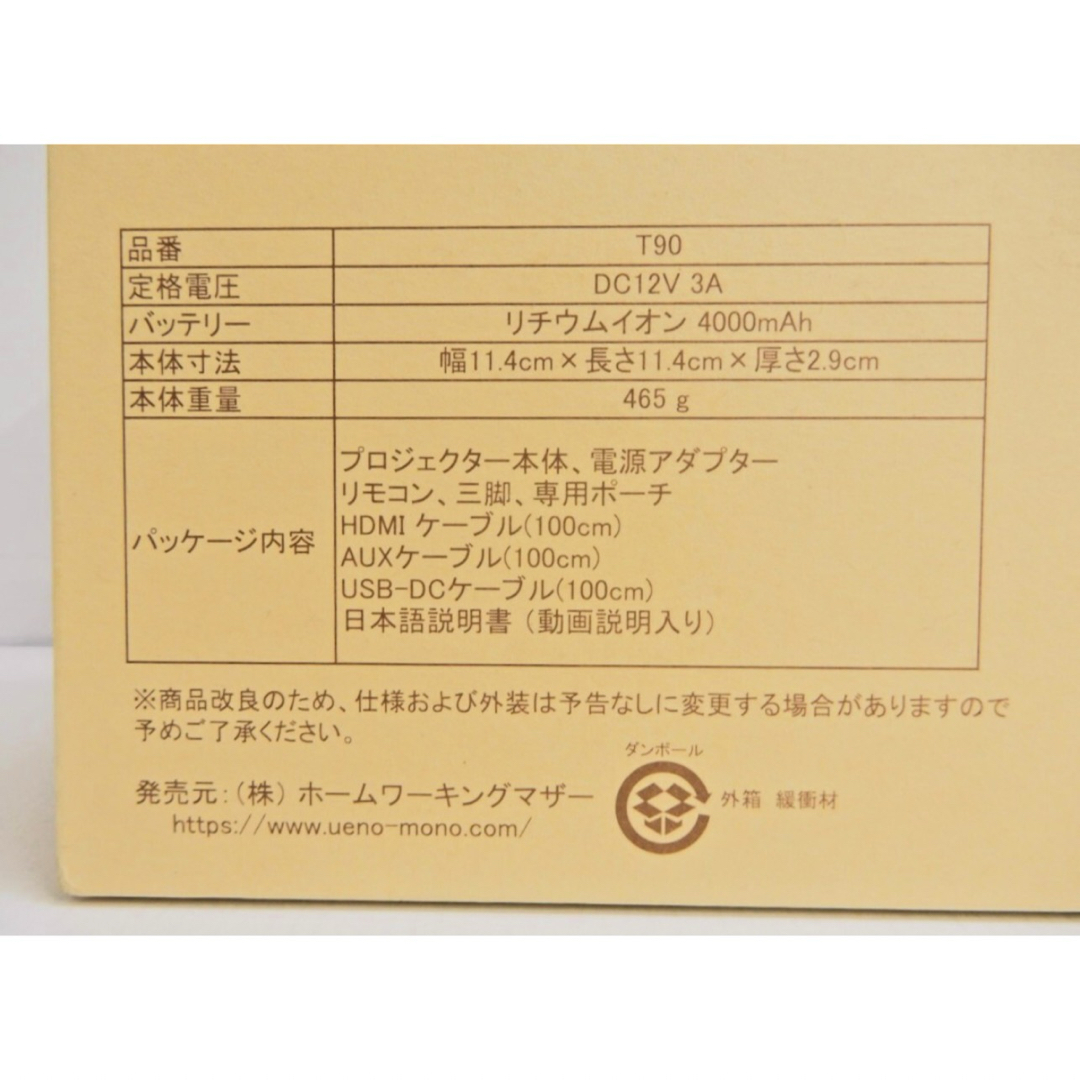 品番 T90
定格電圧 DC12V 3A
バッテリー リチウムイオン 4000mAh
本体寸法 幅11.4cm×長さ11.4cm×厚さ2.9cm
本体重量 465 g
パッケージ内容
プロジェクター本体、電源アダプター
リモコン、三脚、専用ポーチ
HDMI ケーブル(100cm)
AUXケーブル(100cm)
USB-DCケーブル(100cm)
日本語説明書 (動画説明入り)
※商品改良のため、仕様および外装は予告なしに変更する場合がありますので
予めご了承ください。
発売元:(株) ホームワーキングマザー
https://www.ueno-mono.com/
ダンボール
外箱 緩衝材